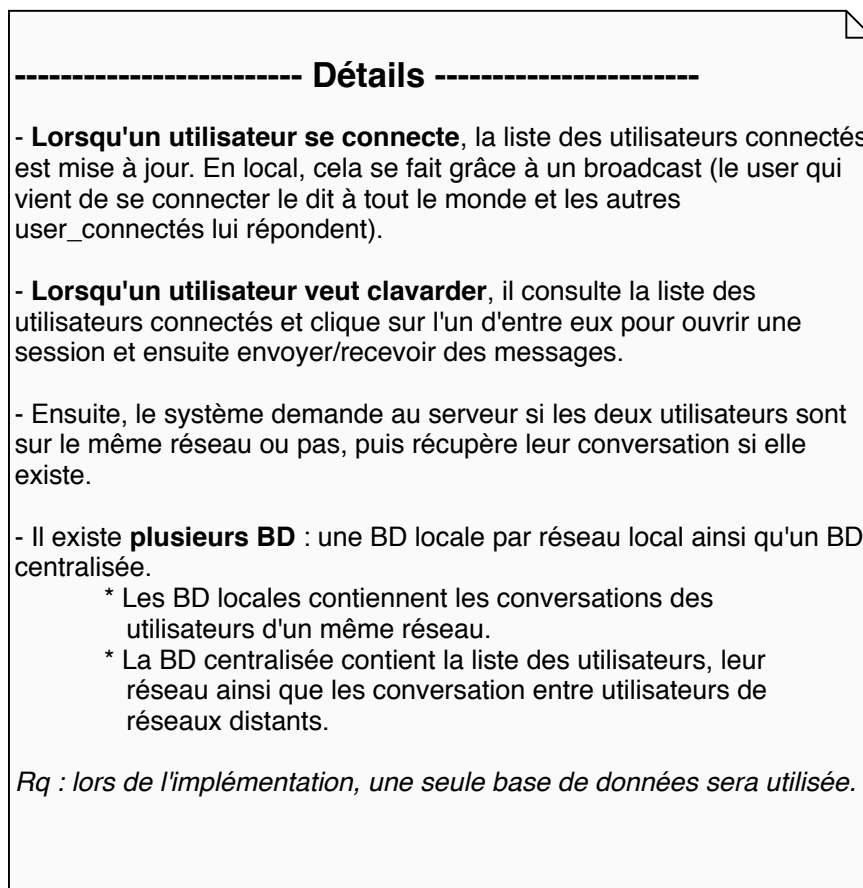 ------------------------- Détails -----------------------
- Lorsqu'un utilisateur se connecte, la liste des utilisateurs connectés
est mise à jour. En local, cela se fait grâce à un broadcast (le user qui
vient de se connecter le dit à tout le monde et les autres
user_connectés lui répondent).
- Lorsqu'un utilisateur veut clavarder, il consulte la liste des
utilisateurs connectés et clique sur l'un d'entre eux pour ouvrir une
session et ensuite envoyer/recevoir des messages.
- Ensuite, le système demande au serveur si les deux utilisateurs sont
sur le même réseau ou pas, puis récupère leur conversation si elle
existe.
- Il existe plusieurs BD : une BD locale par réseau local ainsi qu'un BD
centralisée.
* Les BD locales contiennent les conversations des
utilisateurs d'un même réseau.
* La BD centralisée contient la liste des utilisateurs, leur
réseau ainsi que les conversation entre utilisateurs de
réseaux distants.
Rq : lors de l'implémentation, une seule base de données sera utilisée.